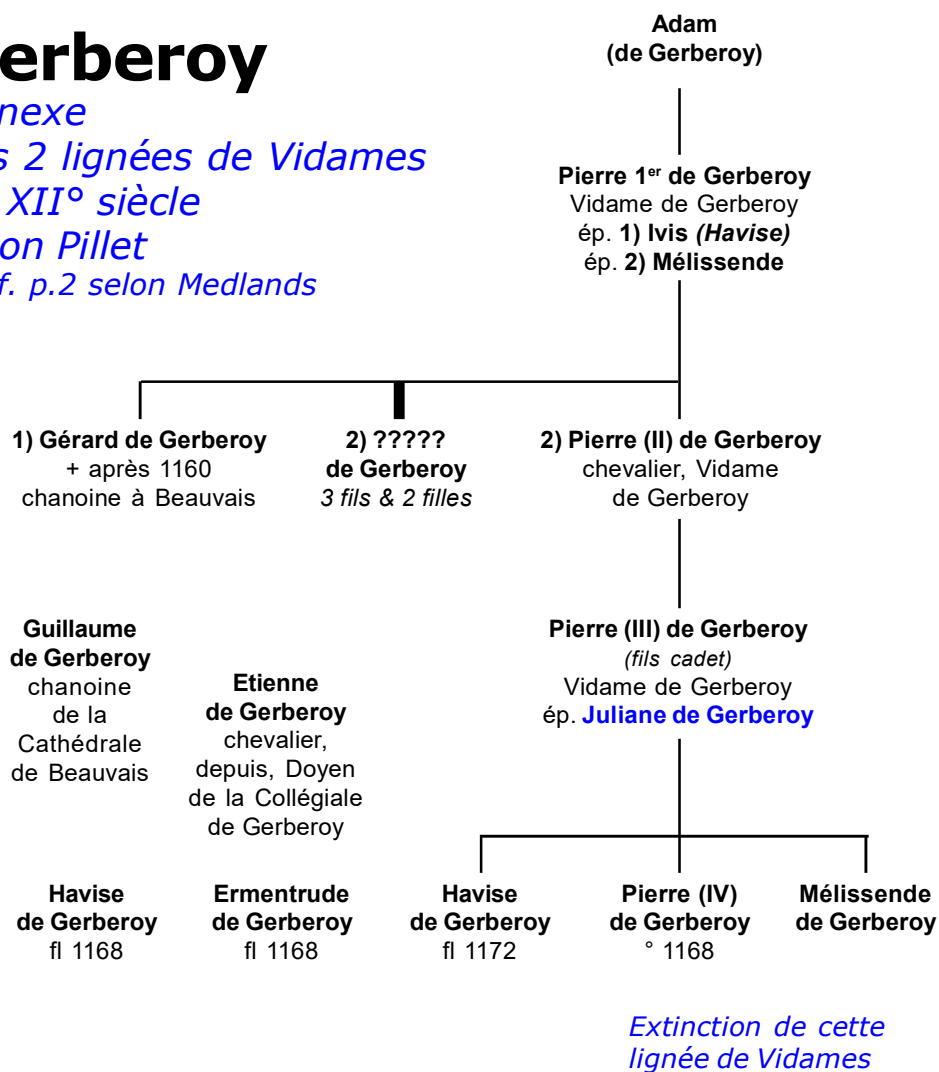 erberoy
nexe
s 2 lignées de Vidames
XII° siècle
on Pillet
f. p.2 selon Medlands
Adam
(de Gerberoy)
Pierre 1er de Gerberoy
Vidame de Gerberoy
ép. 1) Ivis (Havise)
ép. 2) Mélissende
1) Gérard de Gerberoy
+ après 1160
chanoine à Beauvais
2) ?????
de Gerberoy
3 fils & 2 filles
2) Pierre (II) de Gerberoy
chevalier, Vidame
de Gerberoy
Guillaume
de Gerberoy
chanoine
de la
Cathédrale
de Beauvais
Etienne
de Gerberoy
chevalier,
depuis, Doyen
de la Collégiale
de Gerberoy
Pierre (III) de Gerberoy
(fils cadet)
Vidame de Gerberoy
ép. Juliane de Gerberoy
Havise
de Gerberoy
fl 1168
Ermentrude
de Gerberoy
fl 1168
Havise
de Gerberoy
fl 1172
Pierre (IV)
de Gerberoy
° 1168
Mélissende
de Gerberoy
Extinction de cette
lignée de Vidames